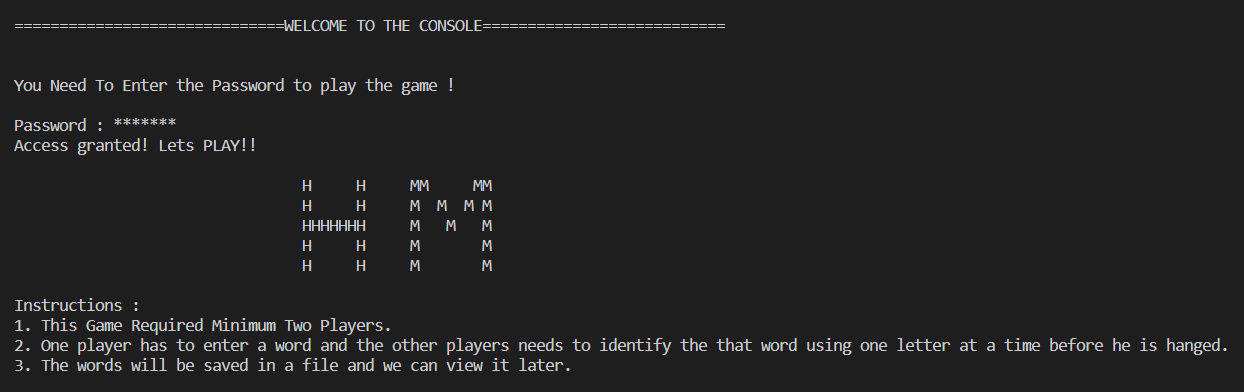 ==============================WELCOME TO THE CONSOLE===========================
You Need To Enter the Password to play the game !
Password : *******
Access granted! Lets PLAY!!
H     H     MM     MM
H     H     M  M  M M
HHHHHHH     M   M   M
H     H     M       M
H     H     M       M
Instructions :
1. This Game Required Minimum Two Players.
2. One player has to enter a word and the other players needs to identify the that word using one letter at a time before he is hanged.
3. The words will be saved in a file and we can view it later.